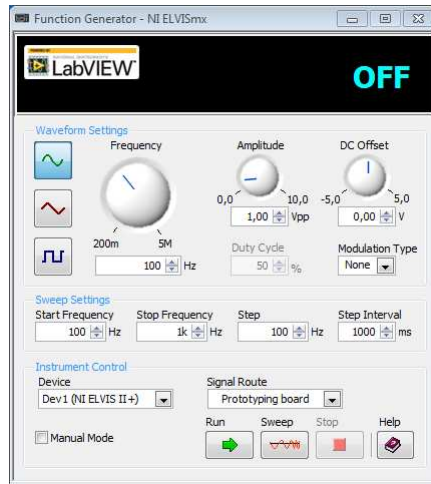 Function Generator - NI ELVISmx
LabVIEW
OFF
Waveform Settings
Frequency
Amplitude
DC Offset
0,0 10,0
-5,0 5,0
1,00 Vpp
0,00 V
200m 5M
100 Hz
Duty Cycle
50 %
Modulation Type
None
Sweep Settings
Start Frequency
Stop Frequency
Step
Step Interval
100 Hz
1k Hz
100 Hz
1000 ms
Instrument Control
Device
Signal Route
Dev1 (NI ELVIS II+)
Prototyping board
Run
Sweep
Stop
Help
Manual Mode